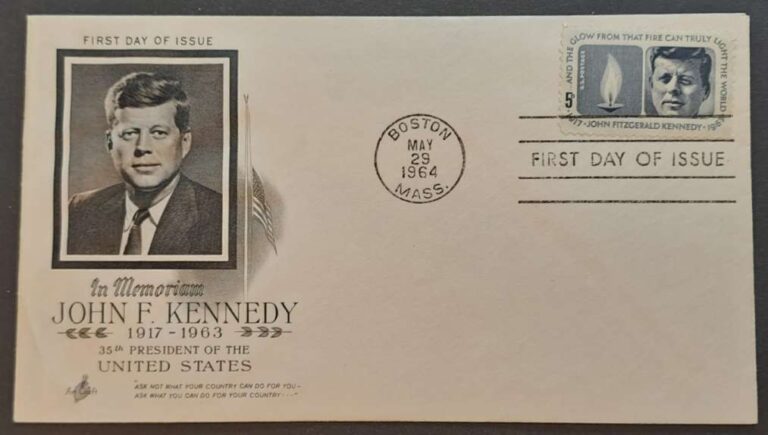 FIRST DAY OF ISSUE
In Memoriam
JOHN F. KENNEDY
1917 - 1963
35th PRESIDENT OF THE
UNITED STATES
"ASK NOT WHAT YOUR COUNTRY CAN DO FOR YOU-
ASK WHAT YOU CAN DO FOR YOUR COUNTRY---"
Art Craft
BOSTON
MAY
29
1964
MASS.
AND THE GLOW FROM THAT FIRE CAN TRULY LIGHT THE WORLD
U.S. POSTAGE
5¢
1917·JOHN FITZGERALD KENNEDY·1963
FIRST DAY OF ISSUE